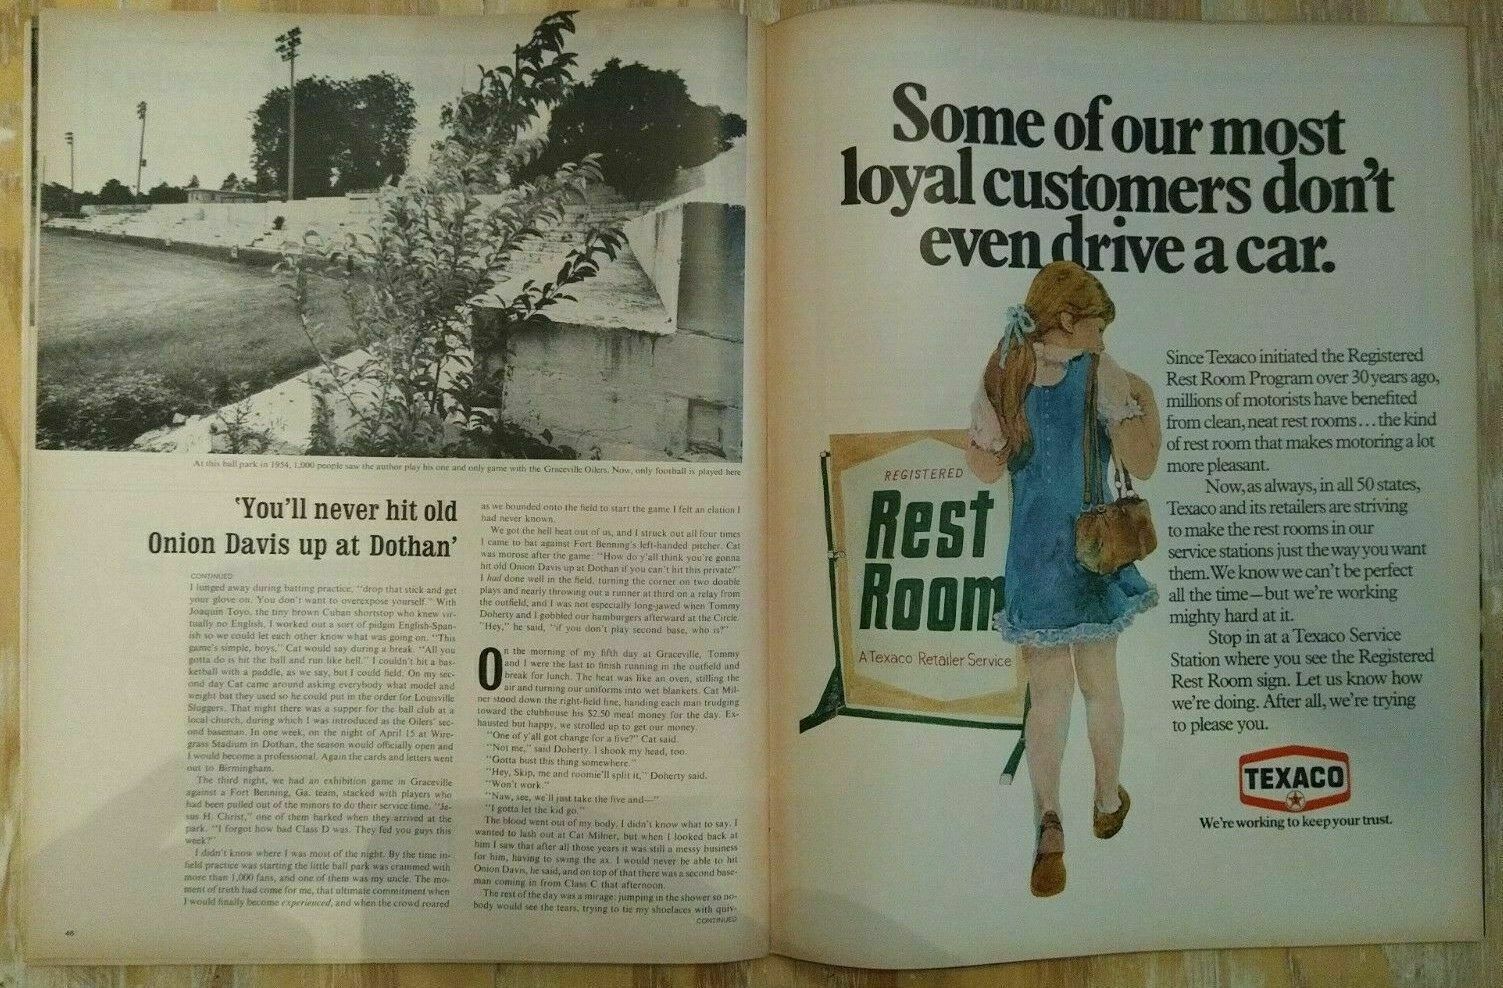 At this ball park in 1954, 1,000 people saw the author play his one and only game with the Graceville Oilers. Now, only football is played here
'You'll never hit old
Onion Davis up at Dothan'
CONTINUED
I lunged away during batting practice, "drop that stick and get
your glove on. You don't want to overexpose yourself." With
Joaquin Toyo, the tiny brown Cuban shortstop who knew vir-
tually no English, I worked out a sort of pidgin English-Span-
ish so we could let each other know what was going on. "This
game's simple, boys," Cat would say during a break. "All you
gotta do is hit the ball and run like hell." I couldn't hit a bas-
ketball with a paddle, as we say, but I could field. On my sec-
ond day Cat came around asking everybody what model and
weight bat they used so he could put in the order for Louisville
Sluggers. That night there was a supper for the ball club at a
local church, during which I was introduced as the Oilers' sec-
ond baseman. In one week, on the night of April 15 at Wire-
grass Stadium in Dothan, the season would officially open and
I would become a professional. Again the cards and letters went
out to Birmingham.
The third night, we had an exhibition game in Graceville
against a Fort Benning, Ga. team, stacked with players who
had been pulled out of the minors to do their service time. "Je-
sus H. Christ," one of them barked when they arrived at the
park. "I forgot how bad Class D was. They fed you guys this
week?"
I didn't know where I was most of the night. By the time in-
field practice was starting the little ball park was crammed with
more than 1,000 fans, and one of them was my uncle. The mo-
ment of truth had come for me, that ultimate commitment when
I would finally become experienced, and when the crowd roared
as we bounded onto the field to start the game I felt an elation I
had never known.
We got the hell beat out of us, and I struck out all four times
I came to bat against Fort Benning's left-handed pitcher. Cat
was morose after the game: "How do y'all think you're gonna
hit old Onion Davis up at Dothan if you can't hit this private?"
I had done well in the field, turning the corner on two double
plays and nearly throwing out a runner at third on a relay from
the outfield, and I was not especially long-jawed when Tommy
Doherty and I gobbled our hamburgers afterward at the Circle.
"Hey," he said, "if you don't play second base, who is?"
On the morning of my fifth day at Graceville, Tommy
and I were the last to finish running in the outfield and
break for lunch. The heat was like an oven, stilling the
air and turning our uniforms into wet blankets. Cat Mil-
ner stood down the right-field line, handing each man trudging
toward the clubhouse his $2.50 meal money for the day. Ex-
hausted but happy, we strolled up to get our money.
"One of y'all got change for a five?" Cat said.
"Not me," said Doherty. I shook my head, too.
"Gotta bust this thing somewhere."
"Hey, Skip, me and roomie'll split it," Doherty said.
"Won't work."
"Naw, see, we'll just take the five and—"
"I gotta let the kid go."
The blood went out of my body. I didn't know what to say. I
wanted to lash out at Cat Milner, but when I looked back at
him I saw that after all those years it was still a messy business
for him, having to swing the ax. I would never be able to hit
Onion Davis, he said, and on top of that there was a second base-
man coming in from Class C that afternoon.
The rest of the day was a mirage: jumping in the shower so no-
body would see the tears, trying to tie my shoelaces with quiv-
CONTINUED
46
Some of our most
loyal customers don't
even drive a car.
REGISTERED
Rest
Room
A Texaco Retailer Service
Since Texaco initiated the Registered
Rest Room Program over 30 years ago,
millions of motorists have benefited
from clean, neat rest rooms...the kind
of rest room that makes motoring a lot
more pleasant.
Now, as always, in all 50 states,
Texaco and its retailers are striving
to make the rest rooms in our
service stations just the way you want
them. We know we can't be perfect
all the time—but we're working
mighty hard at it.
Stop in at a Texaco Service
Station where you see the Registered
Rest Room sign. Let us know how
we're doing. After all, we're trying
to please you.
TEXACO
We're working to keep your trust.